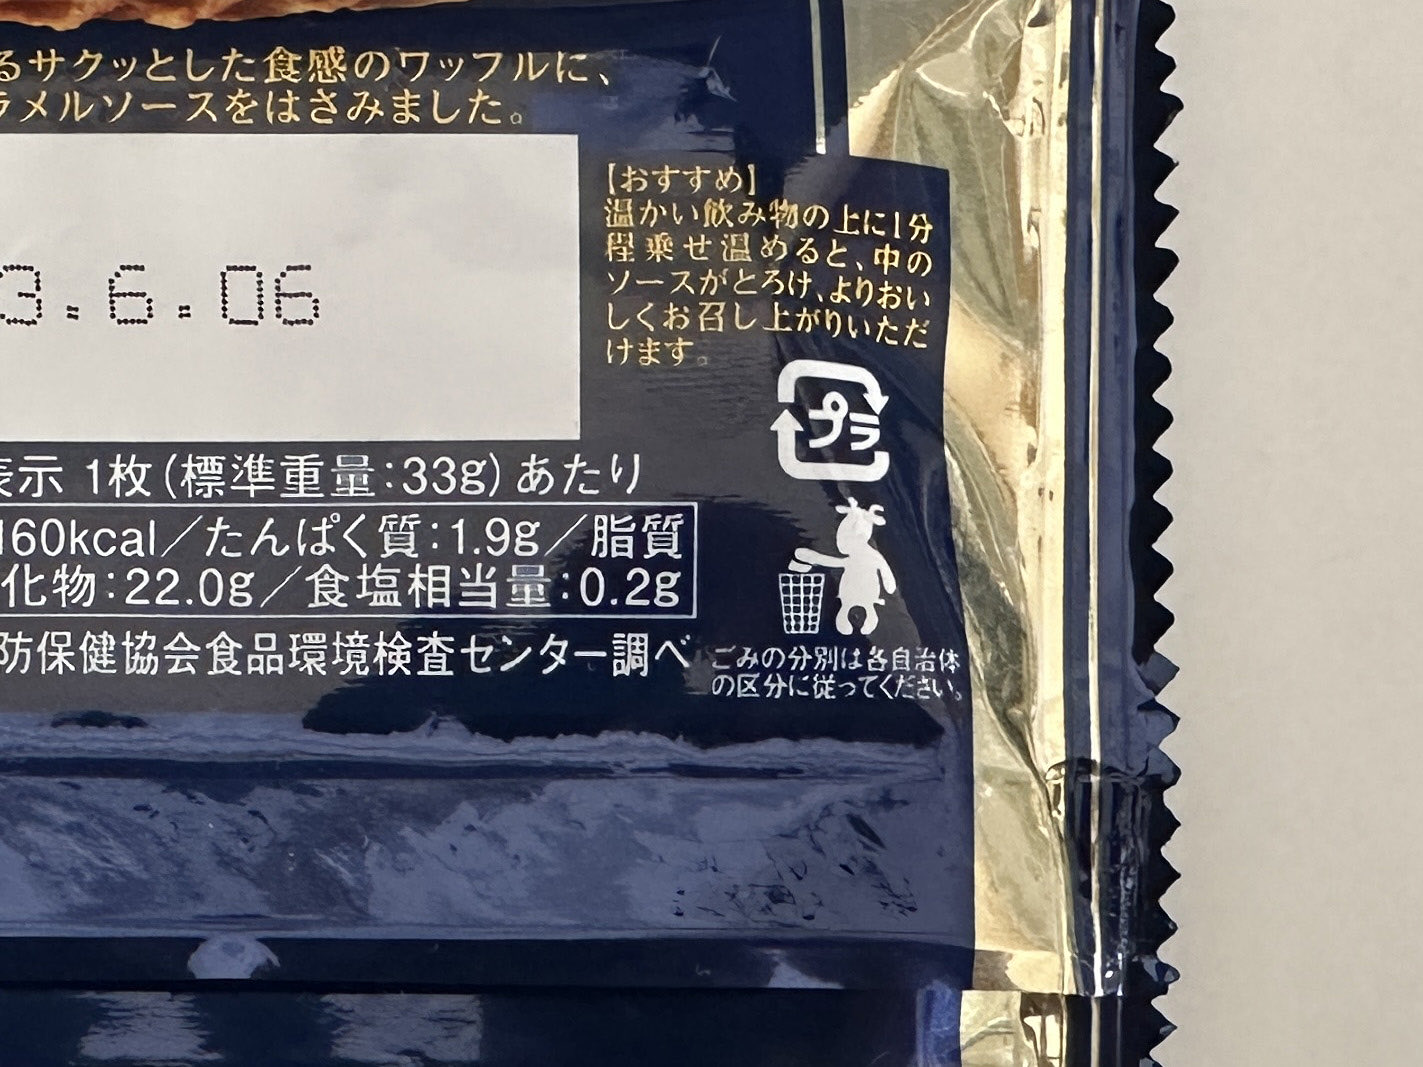 るサクッとした食感のワッフルに、
ラメルソースをはさみました。
【おすすめ】
温かい飲み物の上に1分
程乗せ温めると、中の
ソースがとろけ、よりおい
しくお召し上がりいただ
けます。
3.6.06
プラ
表示 1枚(標準重量:33g)あたり
160kcal/たんぱく質:1.9g/脂質
化物:22.0g/食塩相当量:0.2g
防保健協会食品環境検査センター調べ
ごみの分別は各自治体
の区分に従ってください。